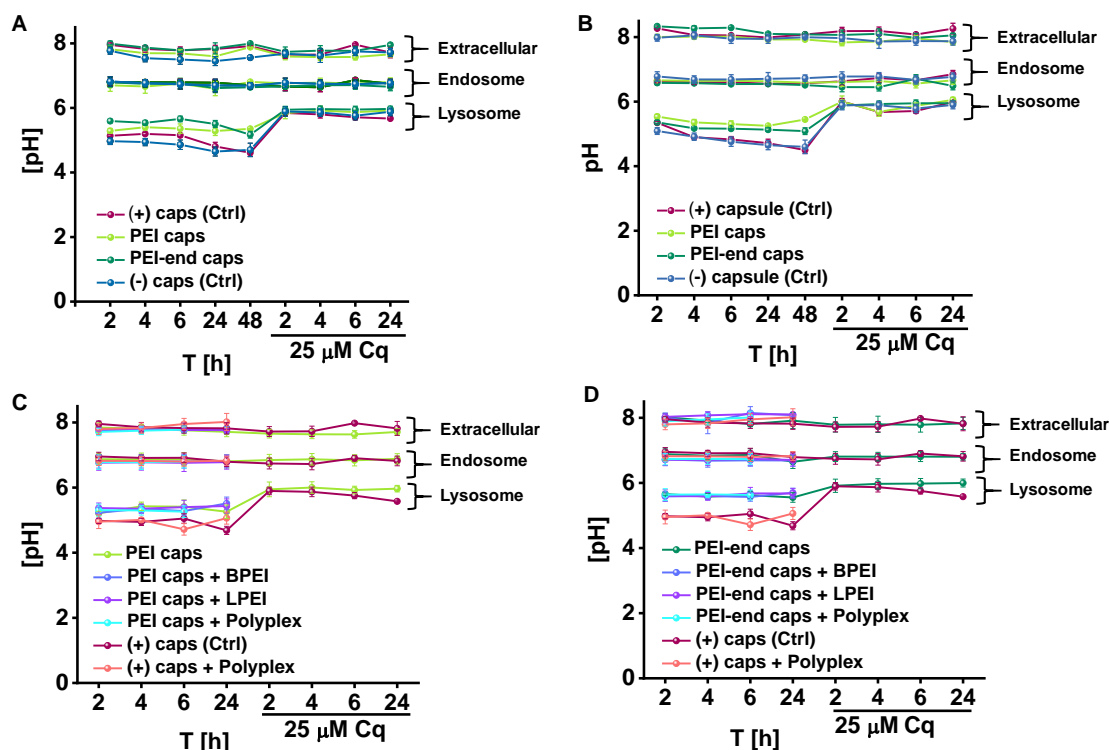 A
8
6
4
2
0
[pH]
Extracellular
Endosome
Lysosome
(+) caps (Ctrl)
PEI caps
PEI-end caps
(-) caps (Ctrl)
2 4 6 24 48 2 4 6 24
T [h]
25 μM Cq
B
8
6
4
2
0
pH
Extracellular
Endosome
Lysosome
(+) capsule (Ctrl)
PEI caps
PEI-end caps
(-) capsule (Ctrl)
2 4 6 24 48 2 4 6 24
T [h]
25 μM Cq
C
8
6
4
2
0
[pH]
Extracellular
Endosome
Lysosome
PEI caps
PEI caps + BPEI
PEI caps + LPEI
PEI caps + Polyplex
(+) caps (Ctrl)
(+) caps + Polyplex
2 4 6 24 2 4 6 24
T [h]
25 μM Cq
D
8
6
4
2
0
[pH]
Extracellular
Endosome
Lysosome
PEI-end caps
PEI-end caps + BPEI
PEI-end caps + LPEI
PEI-end caps + Polyplex
(+) caps (Ctrl)
(+) caps + Polyplex
2 4 6 24 2 4 6 24
T [h]
25 μM Cq